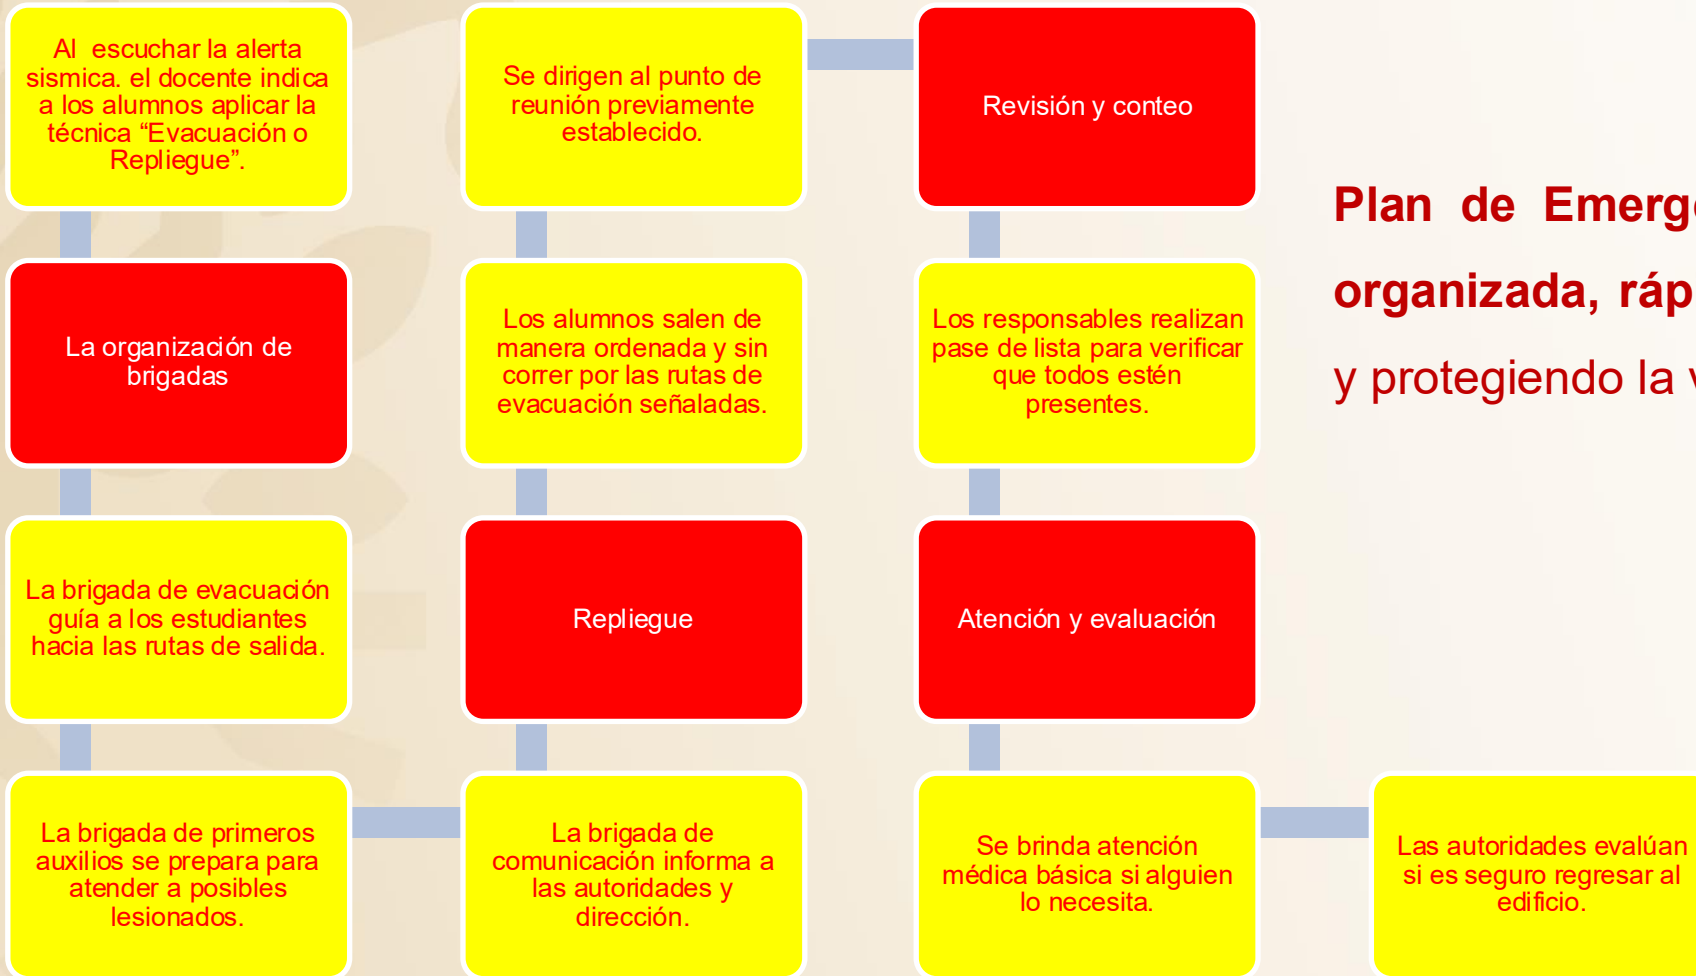 Al  escuchar la alerta
sismica. el docente indica
a los alumnos aplicar la
técnica “Evacuación o
Repliegue”.
La organización de
brigadas
La brigada de evacuación
guía a los estudiantes
hacia las rutas de salida.
La brigada de primeros
auxilios se prepara para
atender a posibles
lesionados.
La brigada de
comunicación informa a
las autoridades y
dirección.
Repliegue
Los alumnos salen de
manera ordenada y sin
correr por las rutas de
evacuación señaladas.
Se dirigen al punto de
reunión previamente
establecido.
Revisión y conteo
Los responsables realizan
pase de lista para verificar
que todos estén
presentes.
Atención y evaluación
Se brinda atención
médica básica si alguien
lo necesita.
Las autoridades evalúan
si es seguro regresar al
edificio.
Plan de
organizada,
y protegiendo la